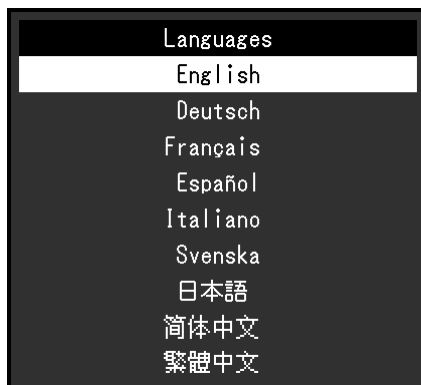 Languages
English
Deutsch
Français
Español
Italiano
Svenska
日本語
简体中文
繁體中文